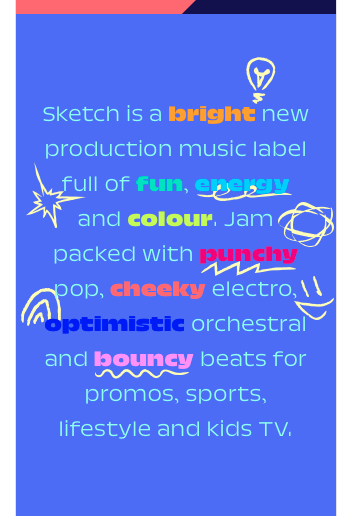 Sketch is a bright new
production music label
full of fun, energy
and colour. Jam
packed with punchy
pop, cheeky electro,
optimistic orchestral
and bouncy beats for
promos, sports,
lifestyle and kids TV.